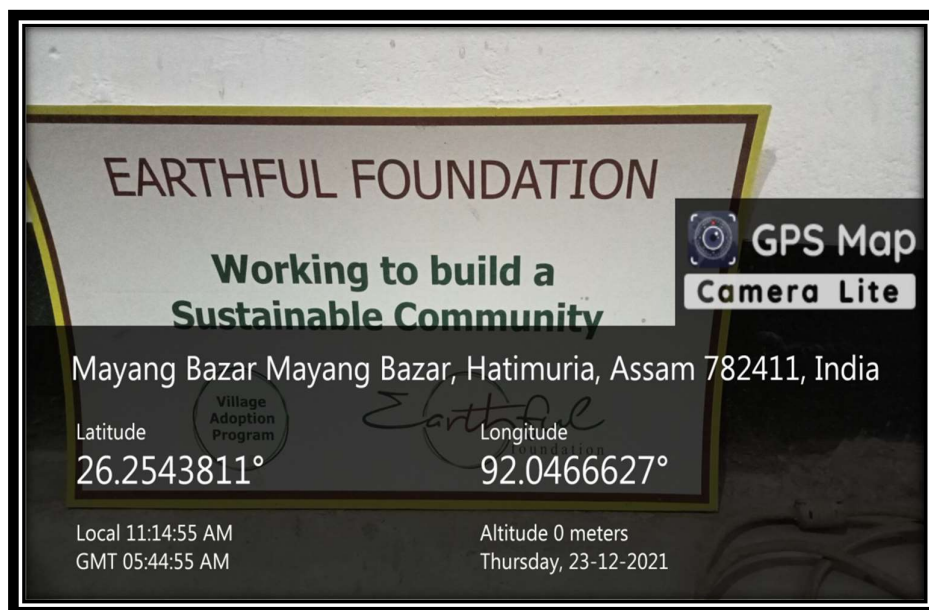 EARTHFUL FOUNDATION
Working to build a
Sustainable Community
GPS Map
Camera Lite
Mayang Bazar Mayang Bazar, Hatimuria, Assam 782411, India
Village
Adoption
Program
Earthful
foundation
Latitude
26.2543811°
Longitude
92.0466627°
Local 11:14:55 AM
GMT 05:44:55 AM
Altitude 0 meters
Thursday, 23-12-2021